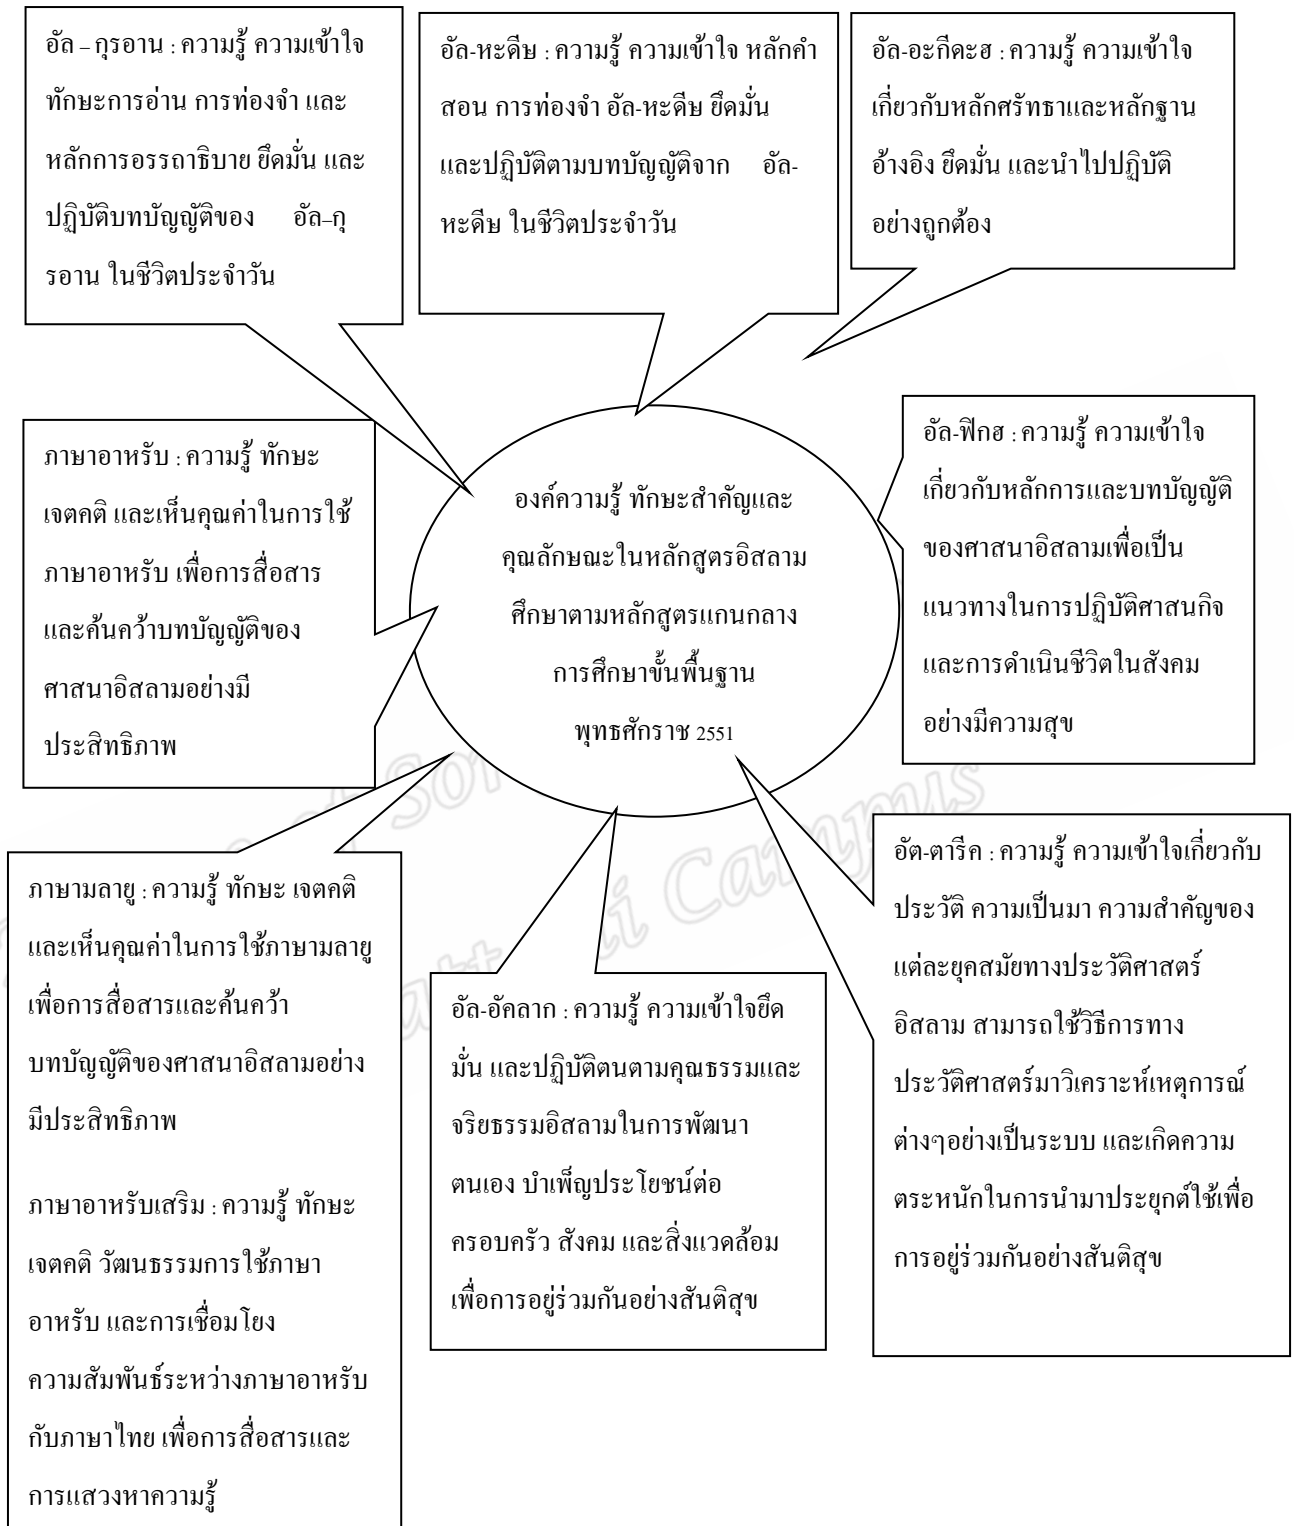 อัล – กุรอาน : ความรู้ ความเข้าใจ
ทักษะการอ่าน การท่องจำ และ
หลักการอรรถาธิบาย ยึดมั่น และ
ปฏิบัติบทบัญญัติของ อัล–กุ
รอาน ในชีวิตประจำวัน
อัล-หะดีษ : ความรู้ ความเข้าใจ หลักคำ
สอน การท่องจำ อัล-หะดีษ ยึดมั่น
และปฏิบัติตามบทบัญญัติจาก อัล-
หะดีษ ในชีวิตประจำวัน
อัล-อะกีดะฮ : ความรู้ ความเข้าใจ
เกี่ยวกับหลักศรัทธาและหลักฐาน
อ้างอิง ยึดมั่น และนำไปปฏิบัติ
อย่างถูกต้อง
ภาษาอาหรับ : ความรู้ ทักษะ
เจตคติ และเห็นคุณค่าในการใช้
ภาษาอาหรับ เพื่อการสื่อสาร
และค้นคว้าบทบัญญัติของ
ศาสนาอิสลามอย่างมี
ประสิทธิภาพ
องค์ความรู้ ทักษะสำคัญและ
คุณลักษณะในหลักสูตรอิสลาม
ศึกษาตามหลักสูตรแกนกลาง
การศึกษาขั้นพื้นฐาน
พุทธศักราช 2551
อัล-ฟิกฮ : ความรู้ ความเข้าใจ
เกี่ยวกับหลักการและบทบัญญัติ
ของศาสนาอิสลามเพื่อเป็น
แนวทางในการปฏิบัติศาสนกิจ
และการดำเนินชีวิตในสังคม
อย่างมีความสุข
ภาษามลายู : ความรู้ ทักษะ เจตคติ
และเห็นคุณค่าในการใช้ภาษามลายู
เพื่อการสื่อสารและค้นคว้า
บทบัญญัติของศาสนาอิสลามอย่าง
มีประสิทธิภาพ
ภาษาอาหรับเสริม : ความรู้ ทักษะ
เจตคติ วัฒนธรรมการใช้ภาษา
อาหรับ และการเชื่อมโยง
ความสัมพันธ์ระหว่างภาษาอาหรับ
กับภาษาไทย เพื่อการสื่อสารและ
การแสวงหาความรู้
อัล-อัคลาก : ความรู้ ความเข้าใจยึด
มั่น และปฏิบัติตนตามคุณธรรมและ
จริยธรรมอิสลามในการพัฒนา
ตนเอง บำเพ็ญประโยชน์ต่อ
ครอบครัว สังคม และสิ่งแวดล้อม
เพื่อการอยู่ร่วมกันอย่างสันติสุข
อัต-ตารีค : ความรู้ ความเข้าใจเกี่ยวกับ
ประวัติ ความเป็นมา ความสำคัญของ
แต่ละยุคสมัยทางประวัติศาสตร์
อิสลาม สามารถใช้วิธีการทาง
ประวัติศาสตร์มาวิเคราะห์เหตุการณ์
ต่างๆอย่างเป็นระบบ และเกิดความ
ตระหนักในการนำมาประยุกต์ใช้เพื่อ
การอยู่ร่วมกันอย่างสันติสุข
Campus